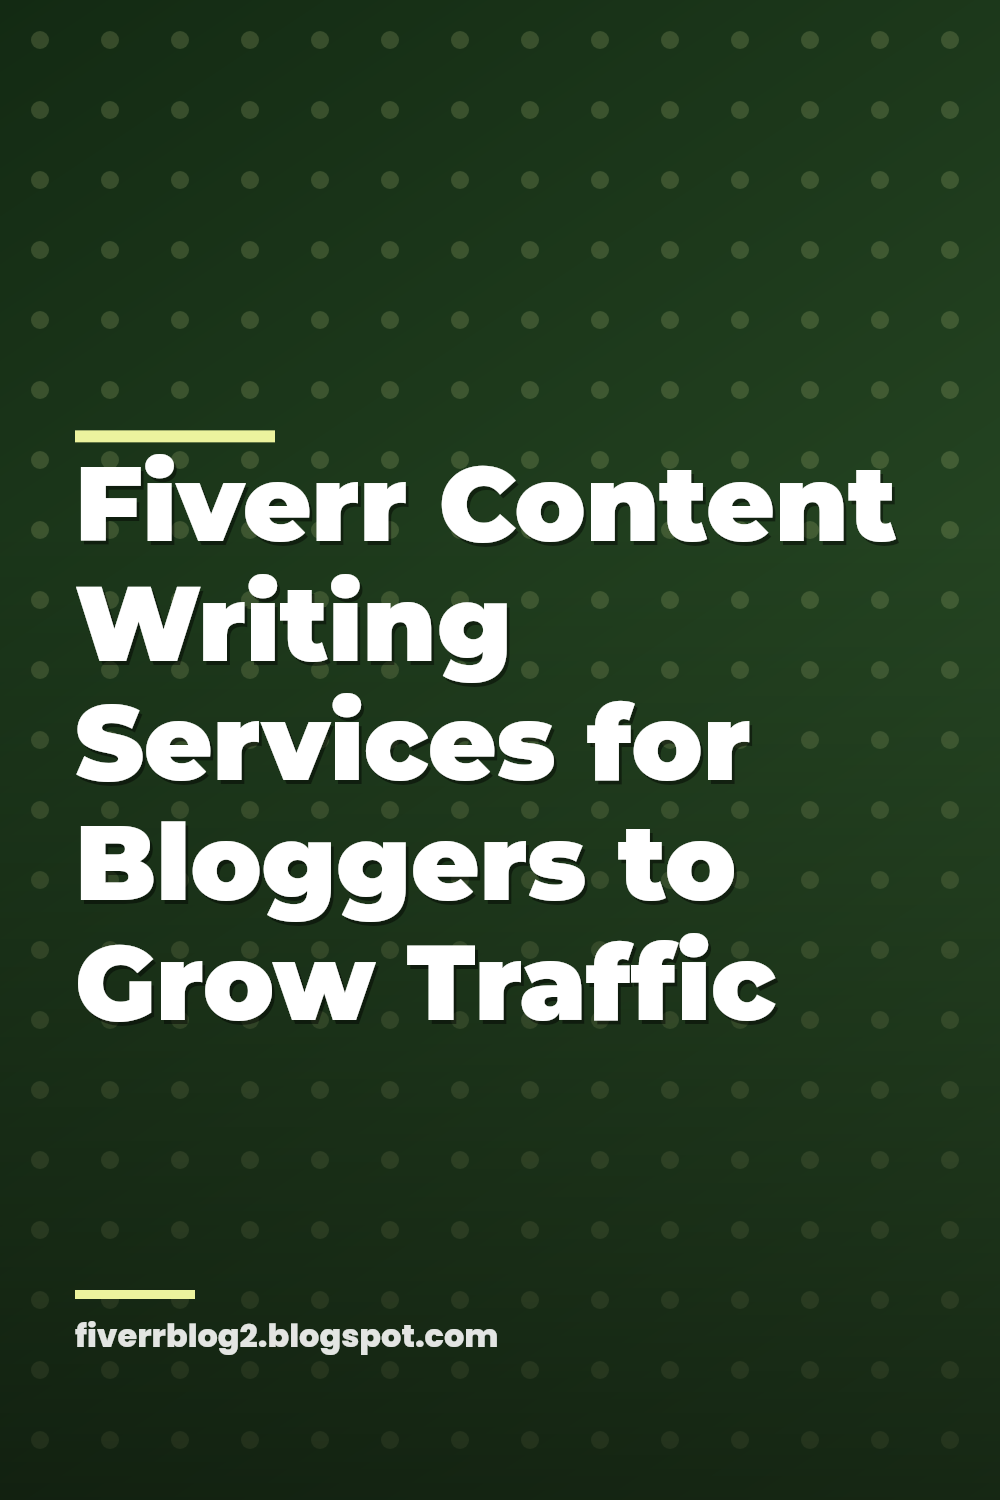 Fiverr Content
Writing
Services for
Bloggers to
Grow Traffic
fiverrblog2.blogspot.com